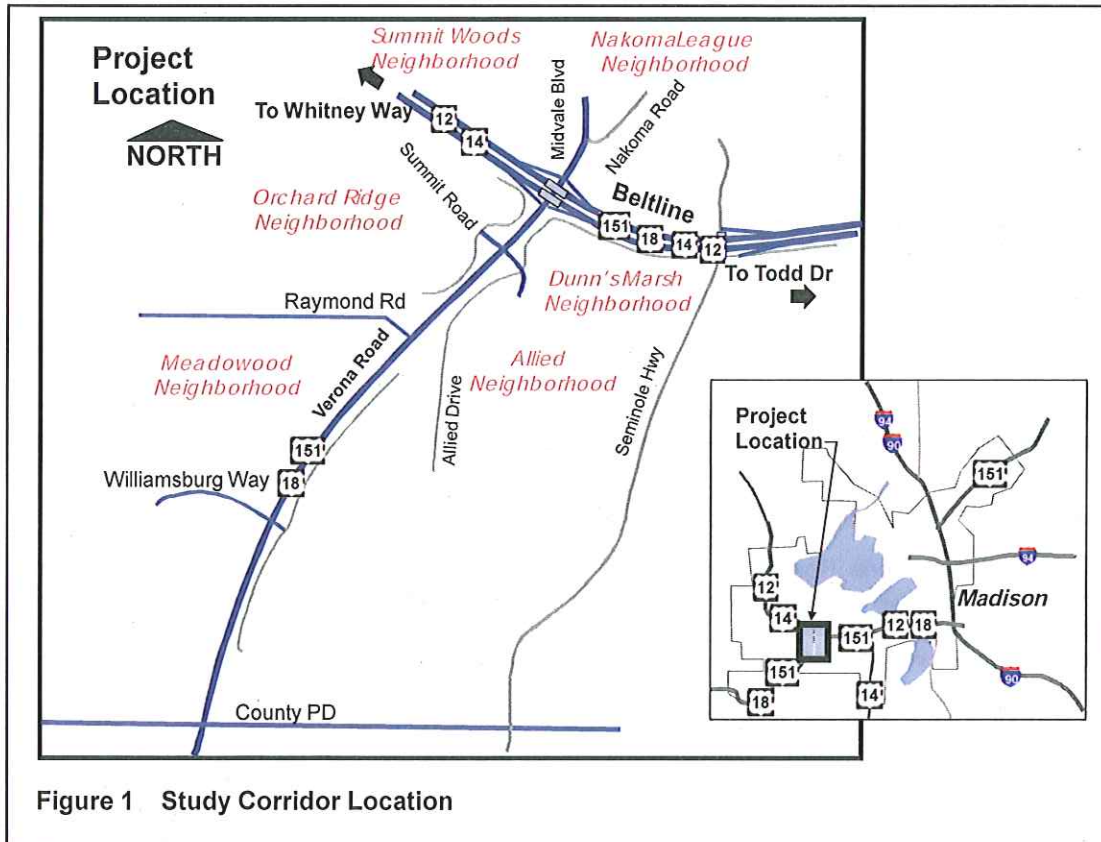 Project
Location
NORTH
Summit Woods
Neighborhood
NakomaLeague
Neighborhood
To Whitney Way
12
14
Midvale Blvd
Nakoma Road
Summit Road
Orchard Ridge
Neighborhood
Beltline
151
18
14
12
To Todd Dr
Dunn'sMarsh
Neighborhood
Raymond Rd
Meadowood
Neighborhood
Verona Road
Allied
Neighborhood
Allied Drive
Seminole Hwy
151
18
Williamsburg Way
County PD
Project
Location
94
90
151
94
12
14
151
12
18
Madison
151
18
14
90
Figure 1 Study Corridor Location